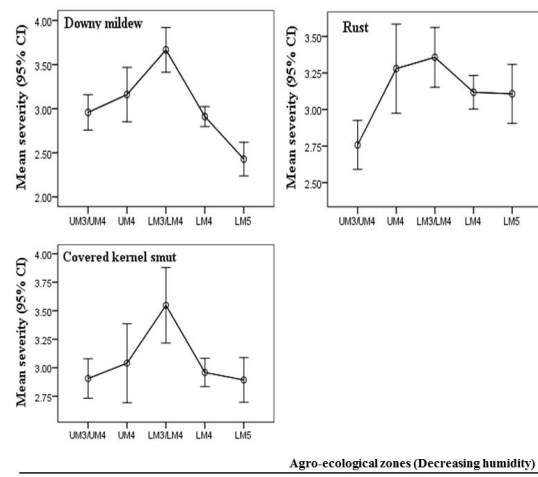 Downy mildew
Mean severity (95% CI)
4.00
3.50
3.00
2.50
2.00
UM3/UM4 UM4 LM3/LM4 LM4 LM5
Rust
Mean severity (95% CI)
3.50
3.25
3.00
2.75
2.50
UM3/UM4 UM4 LM3/LM4 LM4 LM5
Covered kernel smut
Mean severity (95% CI)
4.00
3.75
3.50
3.25
3.00
2.75
UM3/UM4 UM4 LM3/LM4 LM4 LM5
Agro-ecological zones (Decreasing humidity)